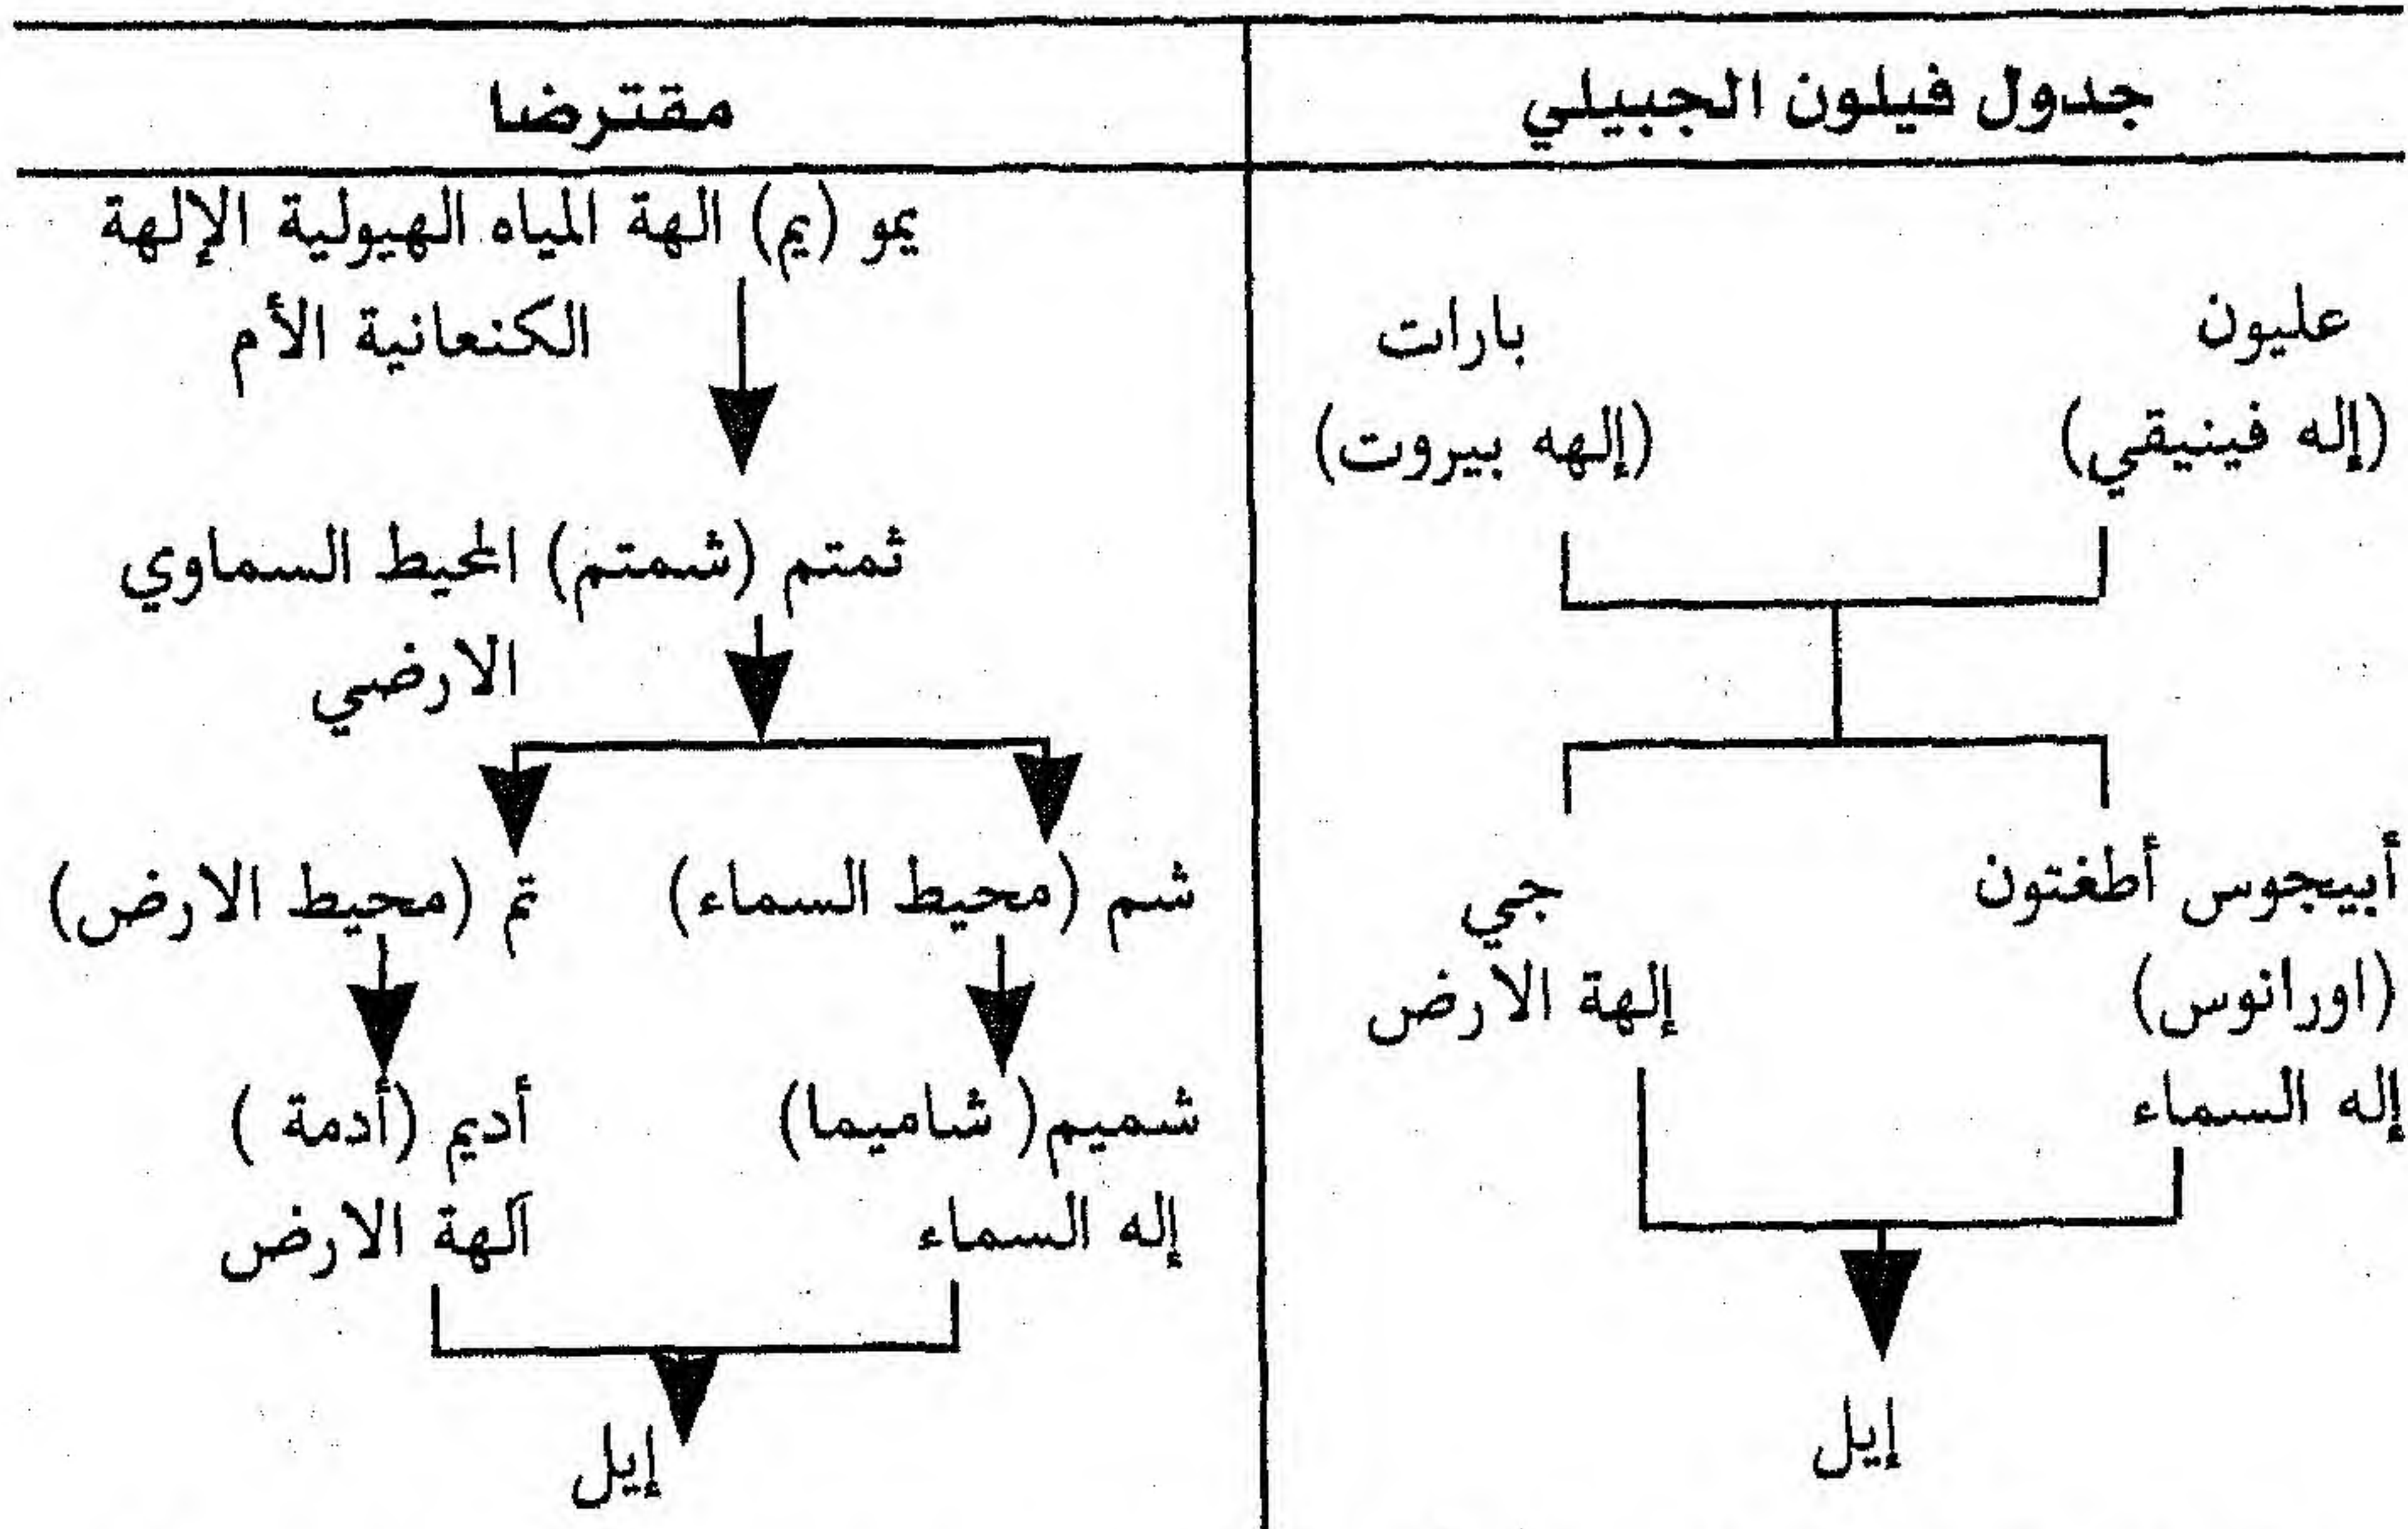 جدول فيلون الجبيلي
عليون
بارات
(إله فينيقي)
(إلهه بيروت)
أبيجوس أطغتون
جي
(اورانوس)
إلهة الارض
إله السماء
إيل
مقترضا
يمو (يم) الهة المياه الهيولية الإلهة
الكنعانية الأم
ثمتم (شمتم) المحيط السماوي
الارضي
شم (محيط السماء)
تم (محيط الارض)
شميم (شاميما)
أديم (أدمة )
إله السماء
آلهة الارض
إيل